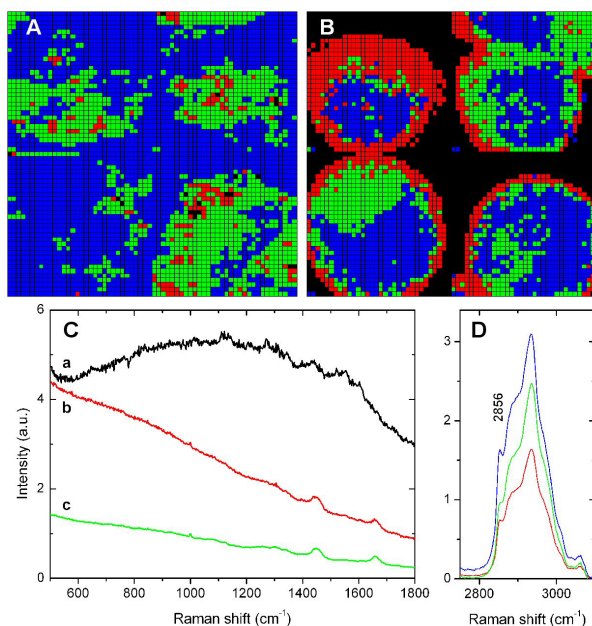 A
B
6
C
a
4
b
2
c
0
Intensity (a.u.)
600 800 1000 1200 1400 1600 1800
Raman shift (cm-1)
D
3
2856
2
1
0
2800 3000
Raman shift (cm-1)